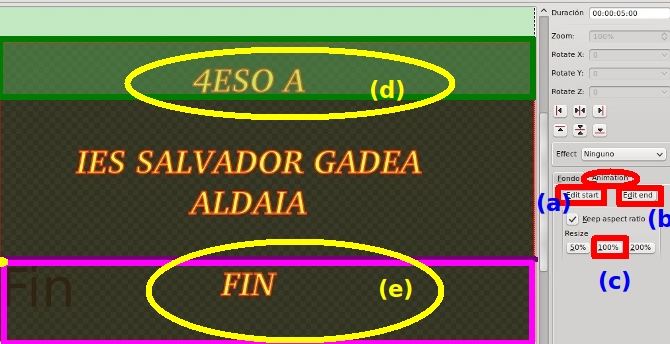 4ESO A
(d)
IES SALVADOR GADEA
ALDAIA
Fin
FIN
(e)
Duración 00:00:05:00
Zoom: 100%
Rotate X: 0
Rotate Y: 0
Rotate Z: 0
Effect Ninguno
Fondo Animation
(a) Edit start Edit end (b
Keep aspect ratio
Resize
50% 100% 200%
(c)